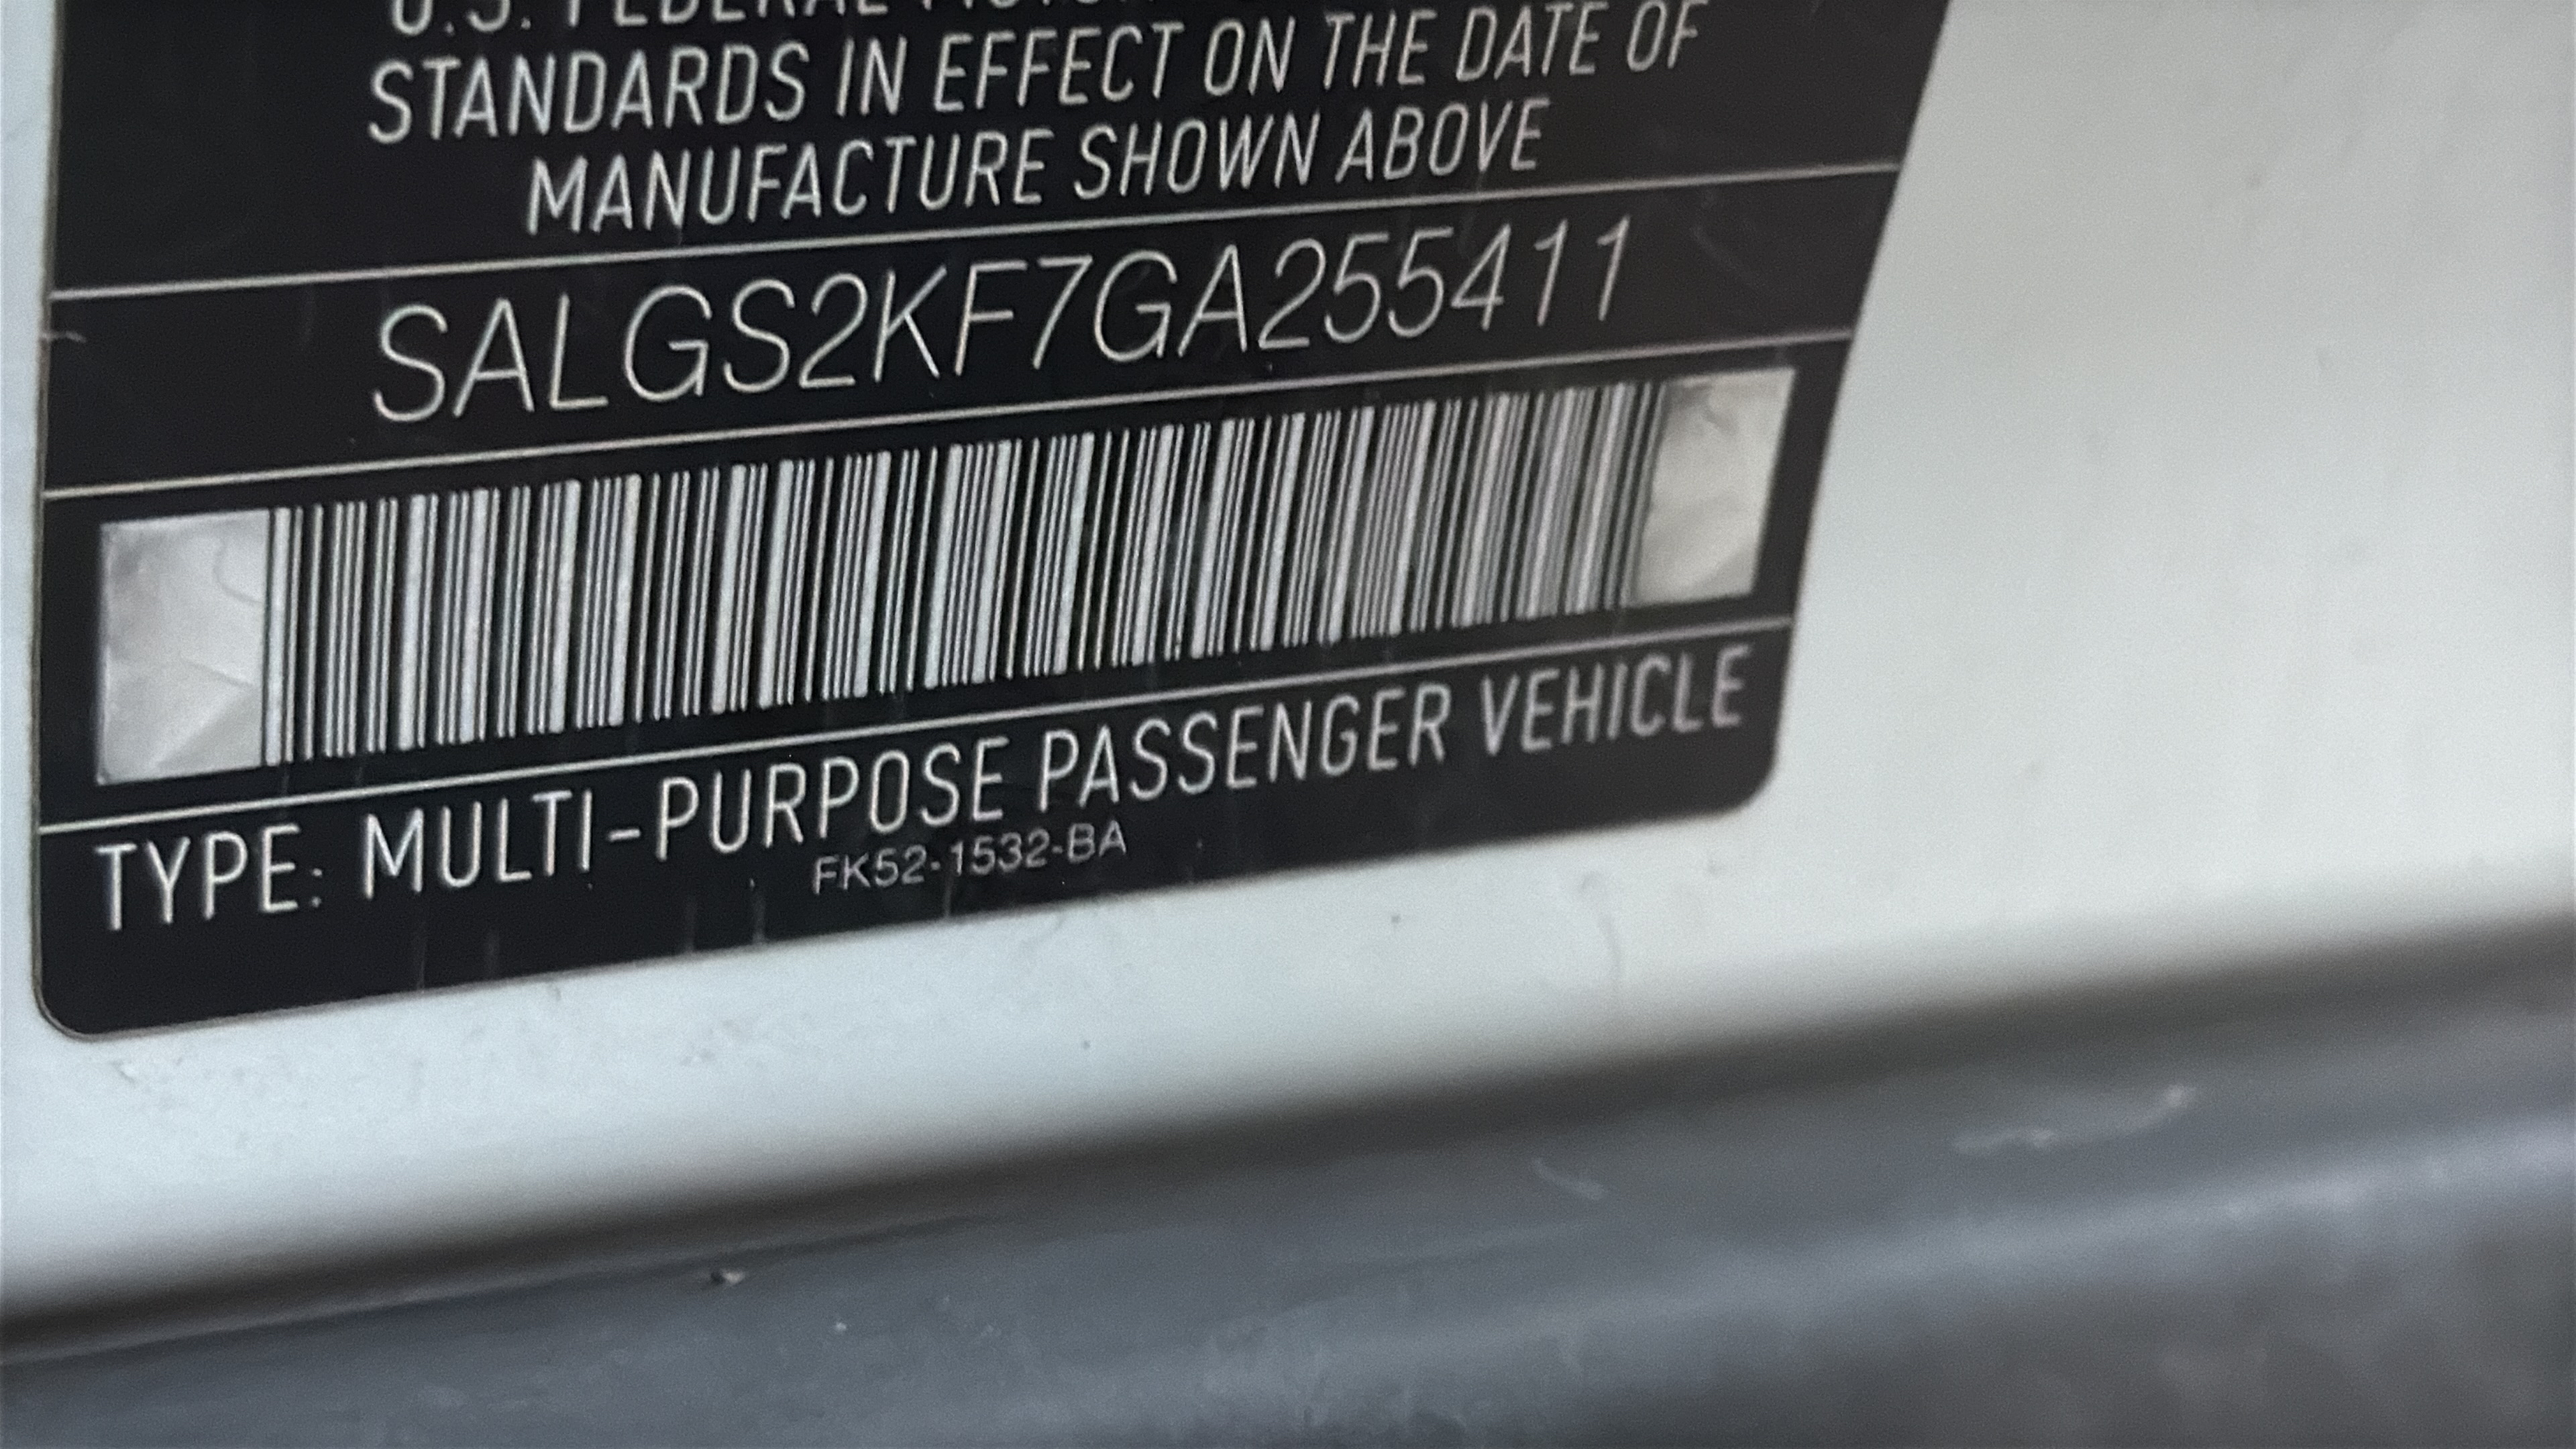 U.S. FEDERAL
STANDARDS IN EFFECT ON THE DATE OF
MANUFACTURE SHOWN ABOVE
SALGS2KF7GA255411
TYPE: MULTI-PURPOSE PASSENGER VEHICLE
FK52-1532-BA